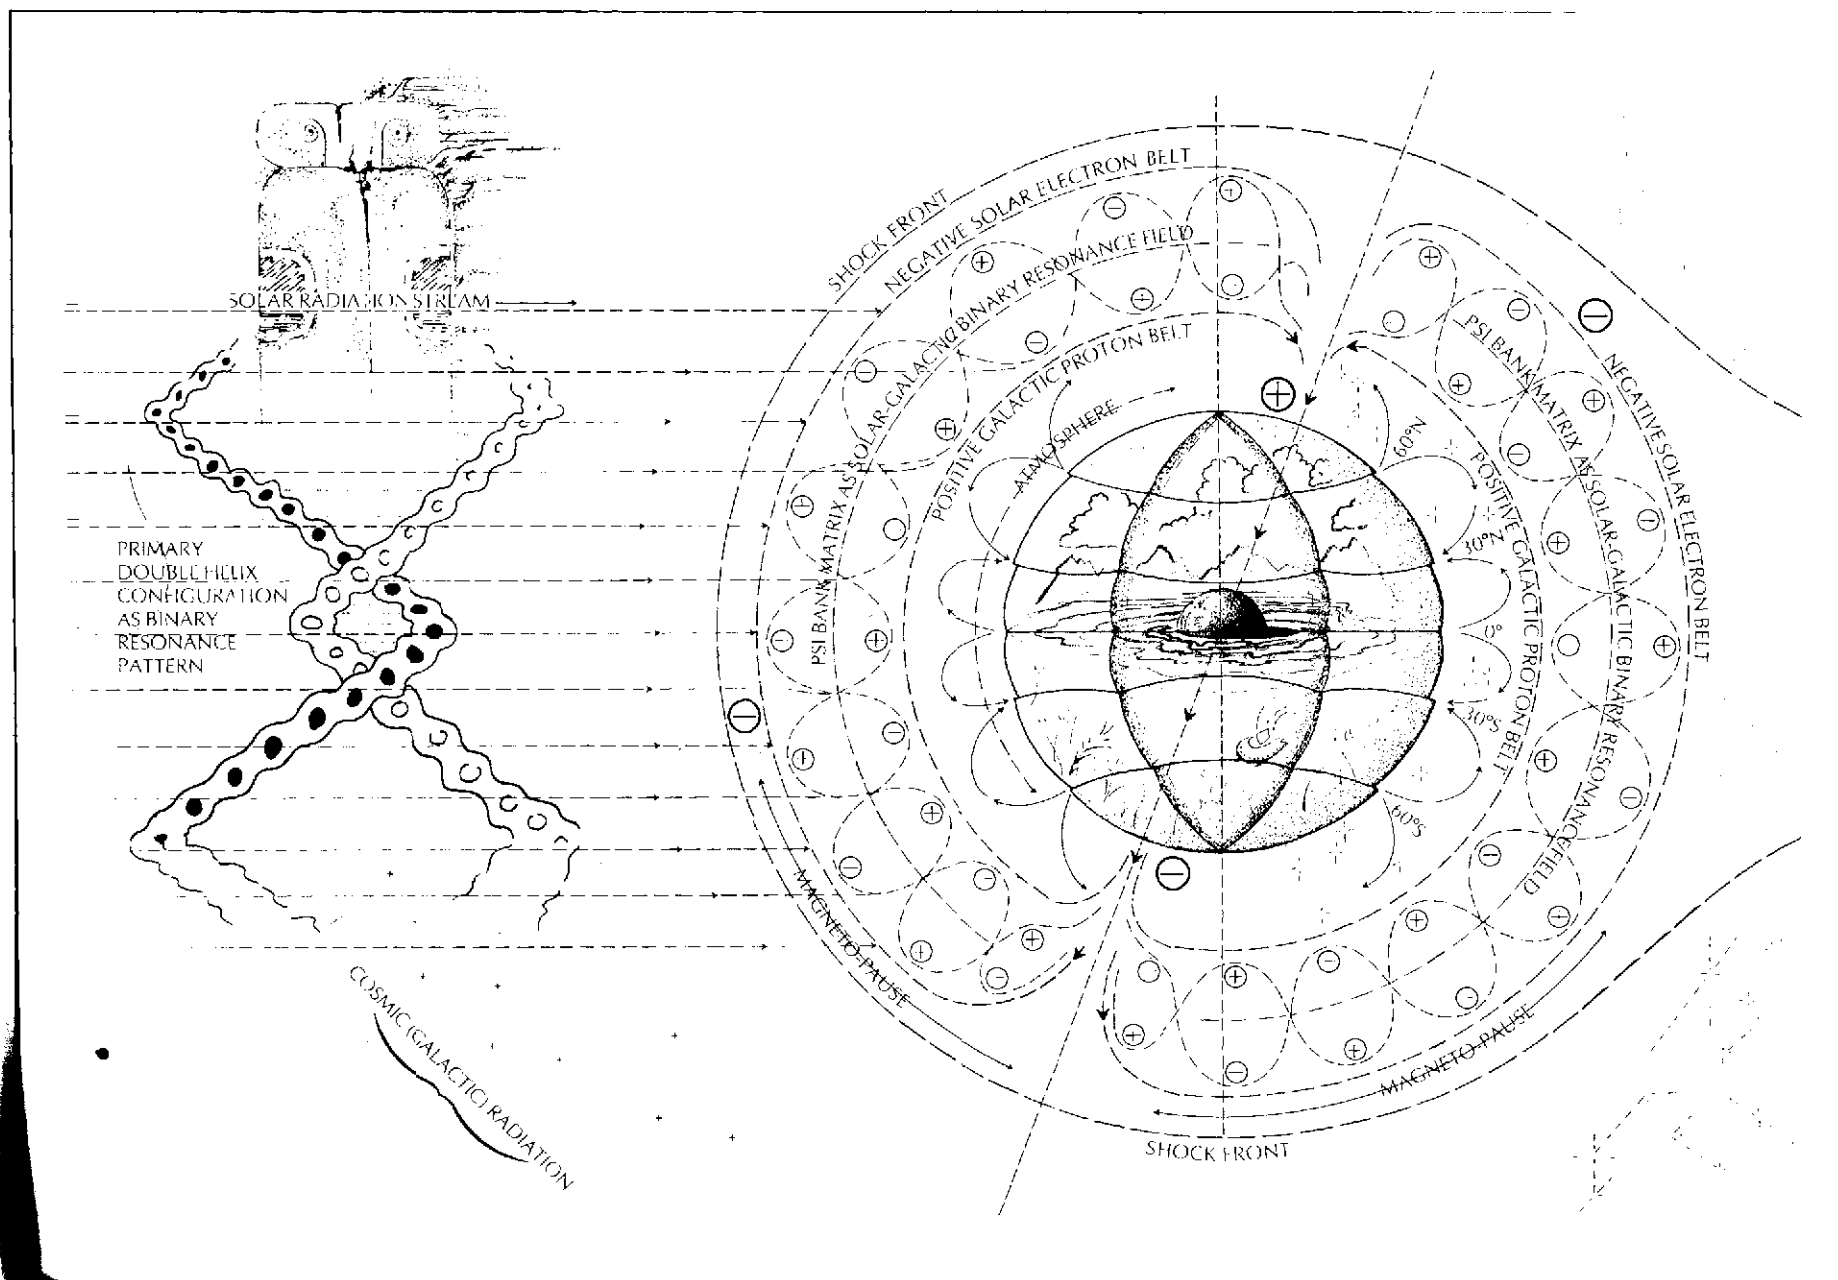 SOLAR RADIATION STREAM
PRIMARY
DOUBLE HELIX
CONFIGURATION
AS BINARY
RESONANCE
PATTERN
COSMIC (GALACTIC) RADIATION
SHOCK FRONT
NEGATIVE SOLAR ELECTRON BELT
PSI BANK MATRIX AS SOLAR-GALACTIC BINARY RESONANCE FIELD
POSITIVE GALACTIC PROTON BELT
ATMOSPHERE
60°N
30°N
0°
30°S
60°S
POSITIVE GALACTIC PROTON BELT
PSI BANK MATRIX AS SOLAR-GALACTIC BINARY RESONANCE FIELD
NEGATIVE SOLAR ELECTRON BELT
MAGNETO-PAUSE
MAGNETO-PAUSE
SHOCK FRONT